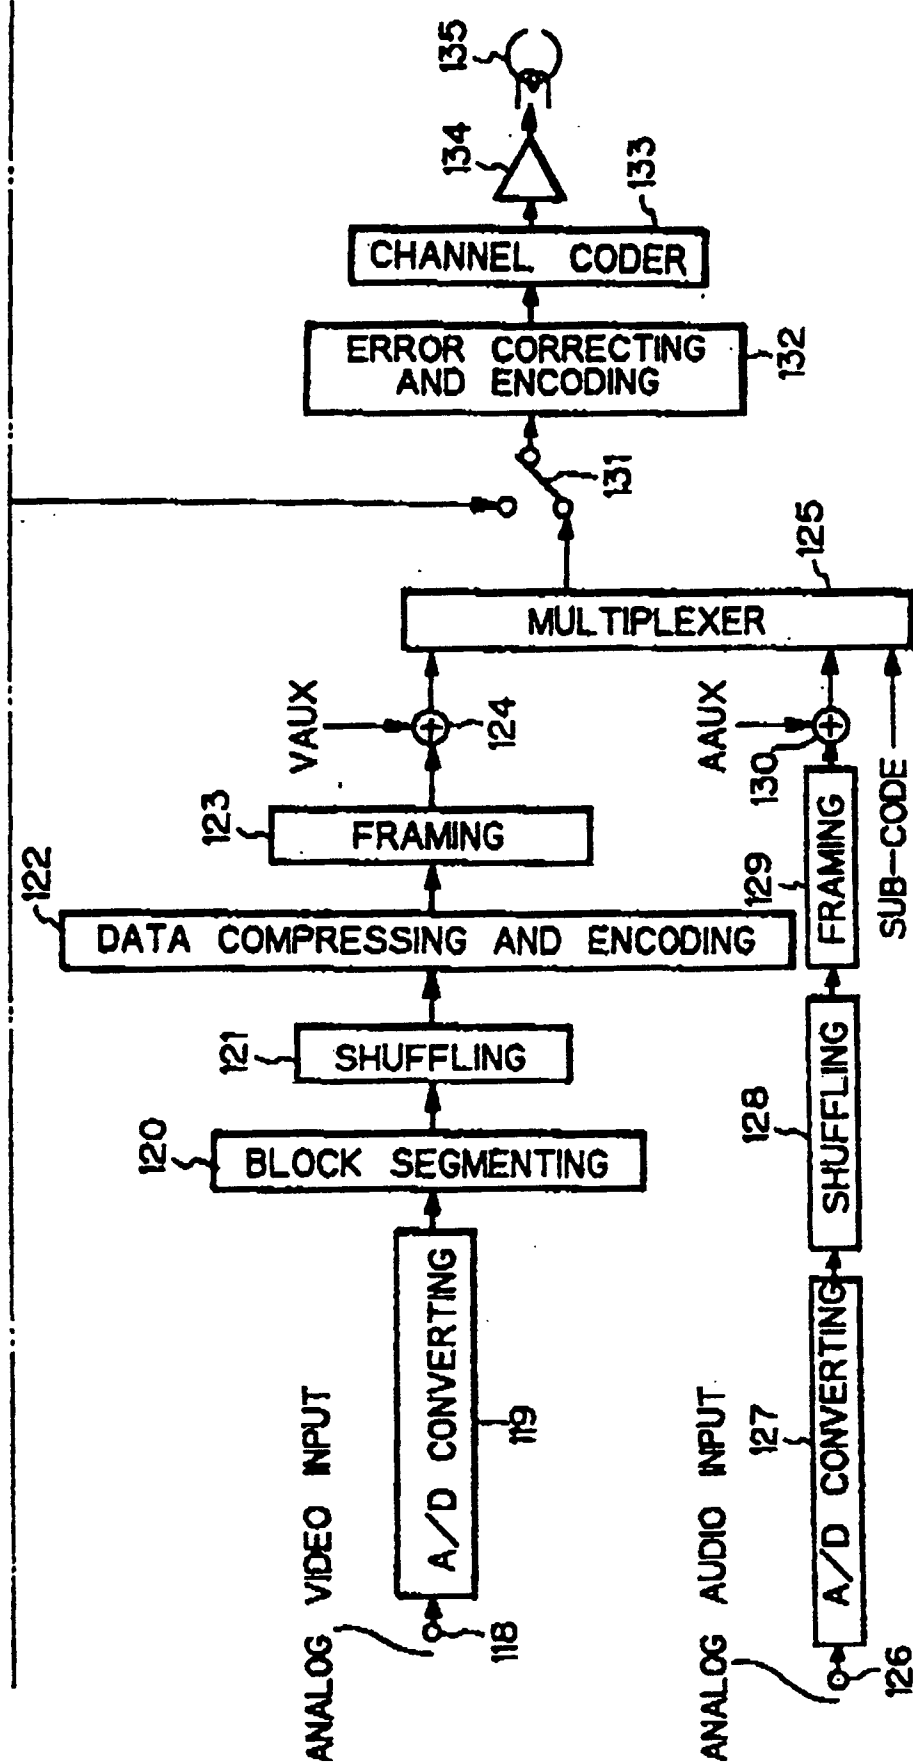 ANALOG VIDEO INPUT
118
A/D CONVERTING
119
120
BLOCK SEGMENTING
121
SHUFFLING
122
DATA COMPRESSING AND ENCODING
123
FRAMING
VAUX
+
124
ANALOG AUDIO INPUT
126
A/D CONVERTING
127
128
SHUFFLING
129
FRAMING
AAUX
+
130
SUB-CODE
MULTIPLEXER
125
131
ERROR CORRECTING
AND ENCODING
132
CHANNEL CODER
133
134
135